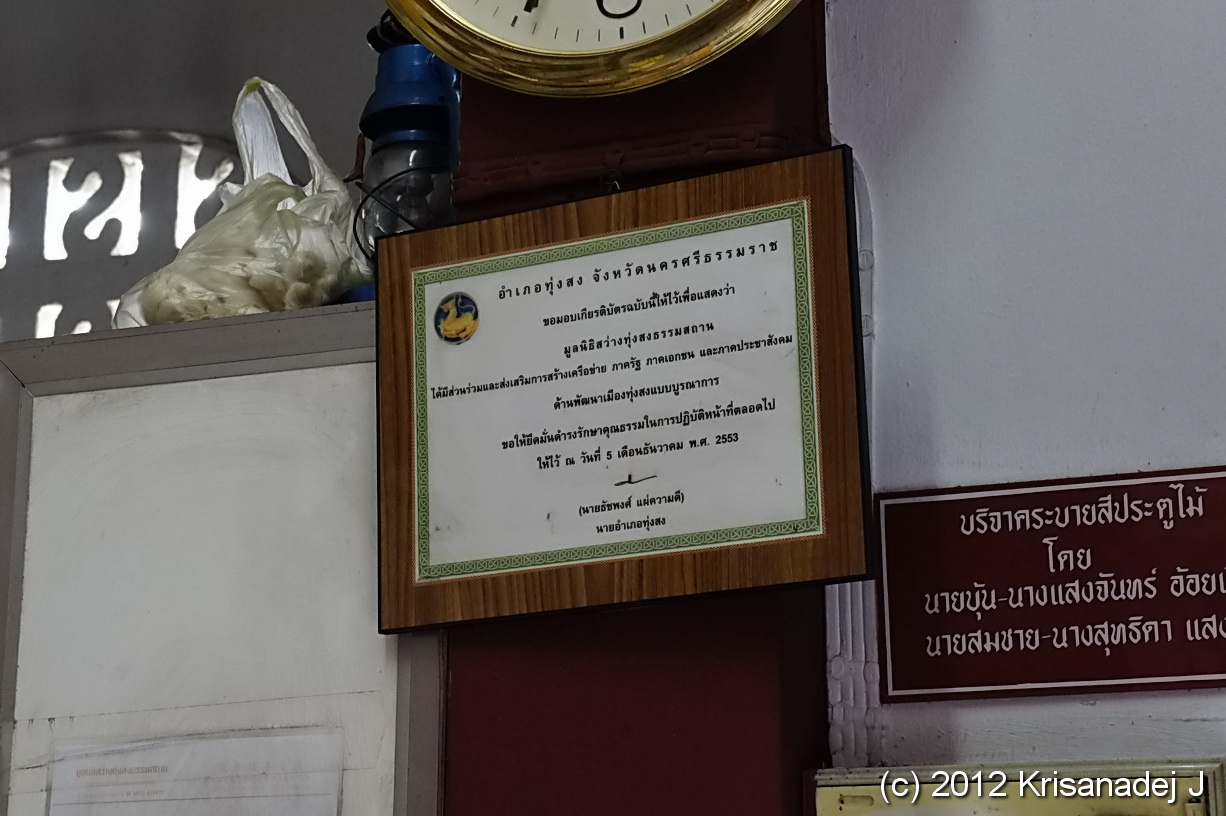 อำเภอทุ่งสง จังหวัดนครศรีธรรมราช
ขอมอบเกียรติบัตรฉบับนี้ให้ไว้เพื่อแสดงว่า
มูลนิธิสว่างทุ่งสงธรรมสถาน
ได้มีส่วนร่วมและส่งเสริมการสร้างเครือข่าย ภาครัฐ ภาคเอกชน และภาคประชาสังคม
ด้านพัฒนาเมืองทุ่งสงแบบบูรณาการ
ขอให้ยึดมั่นดำรงรักษาคุณธรรมในการปฏิบัติหน้าที่ตลอดไป
ให้ไว้ ณ วันที่ 5 เดือนธันวาคม พ.ศ. 2553
(นายธัชพงศ์ แผ่ความดี)
นายอำเภอทุ่งสง
บริจาคระบายสีประตูไม้
โดย
นายบุ้น-นางแสงจันทร์
นายสมชาย-นางสุทธิดา
(c) 2012 Krisanadej J